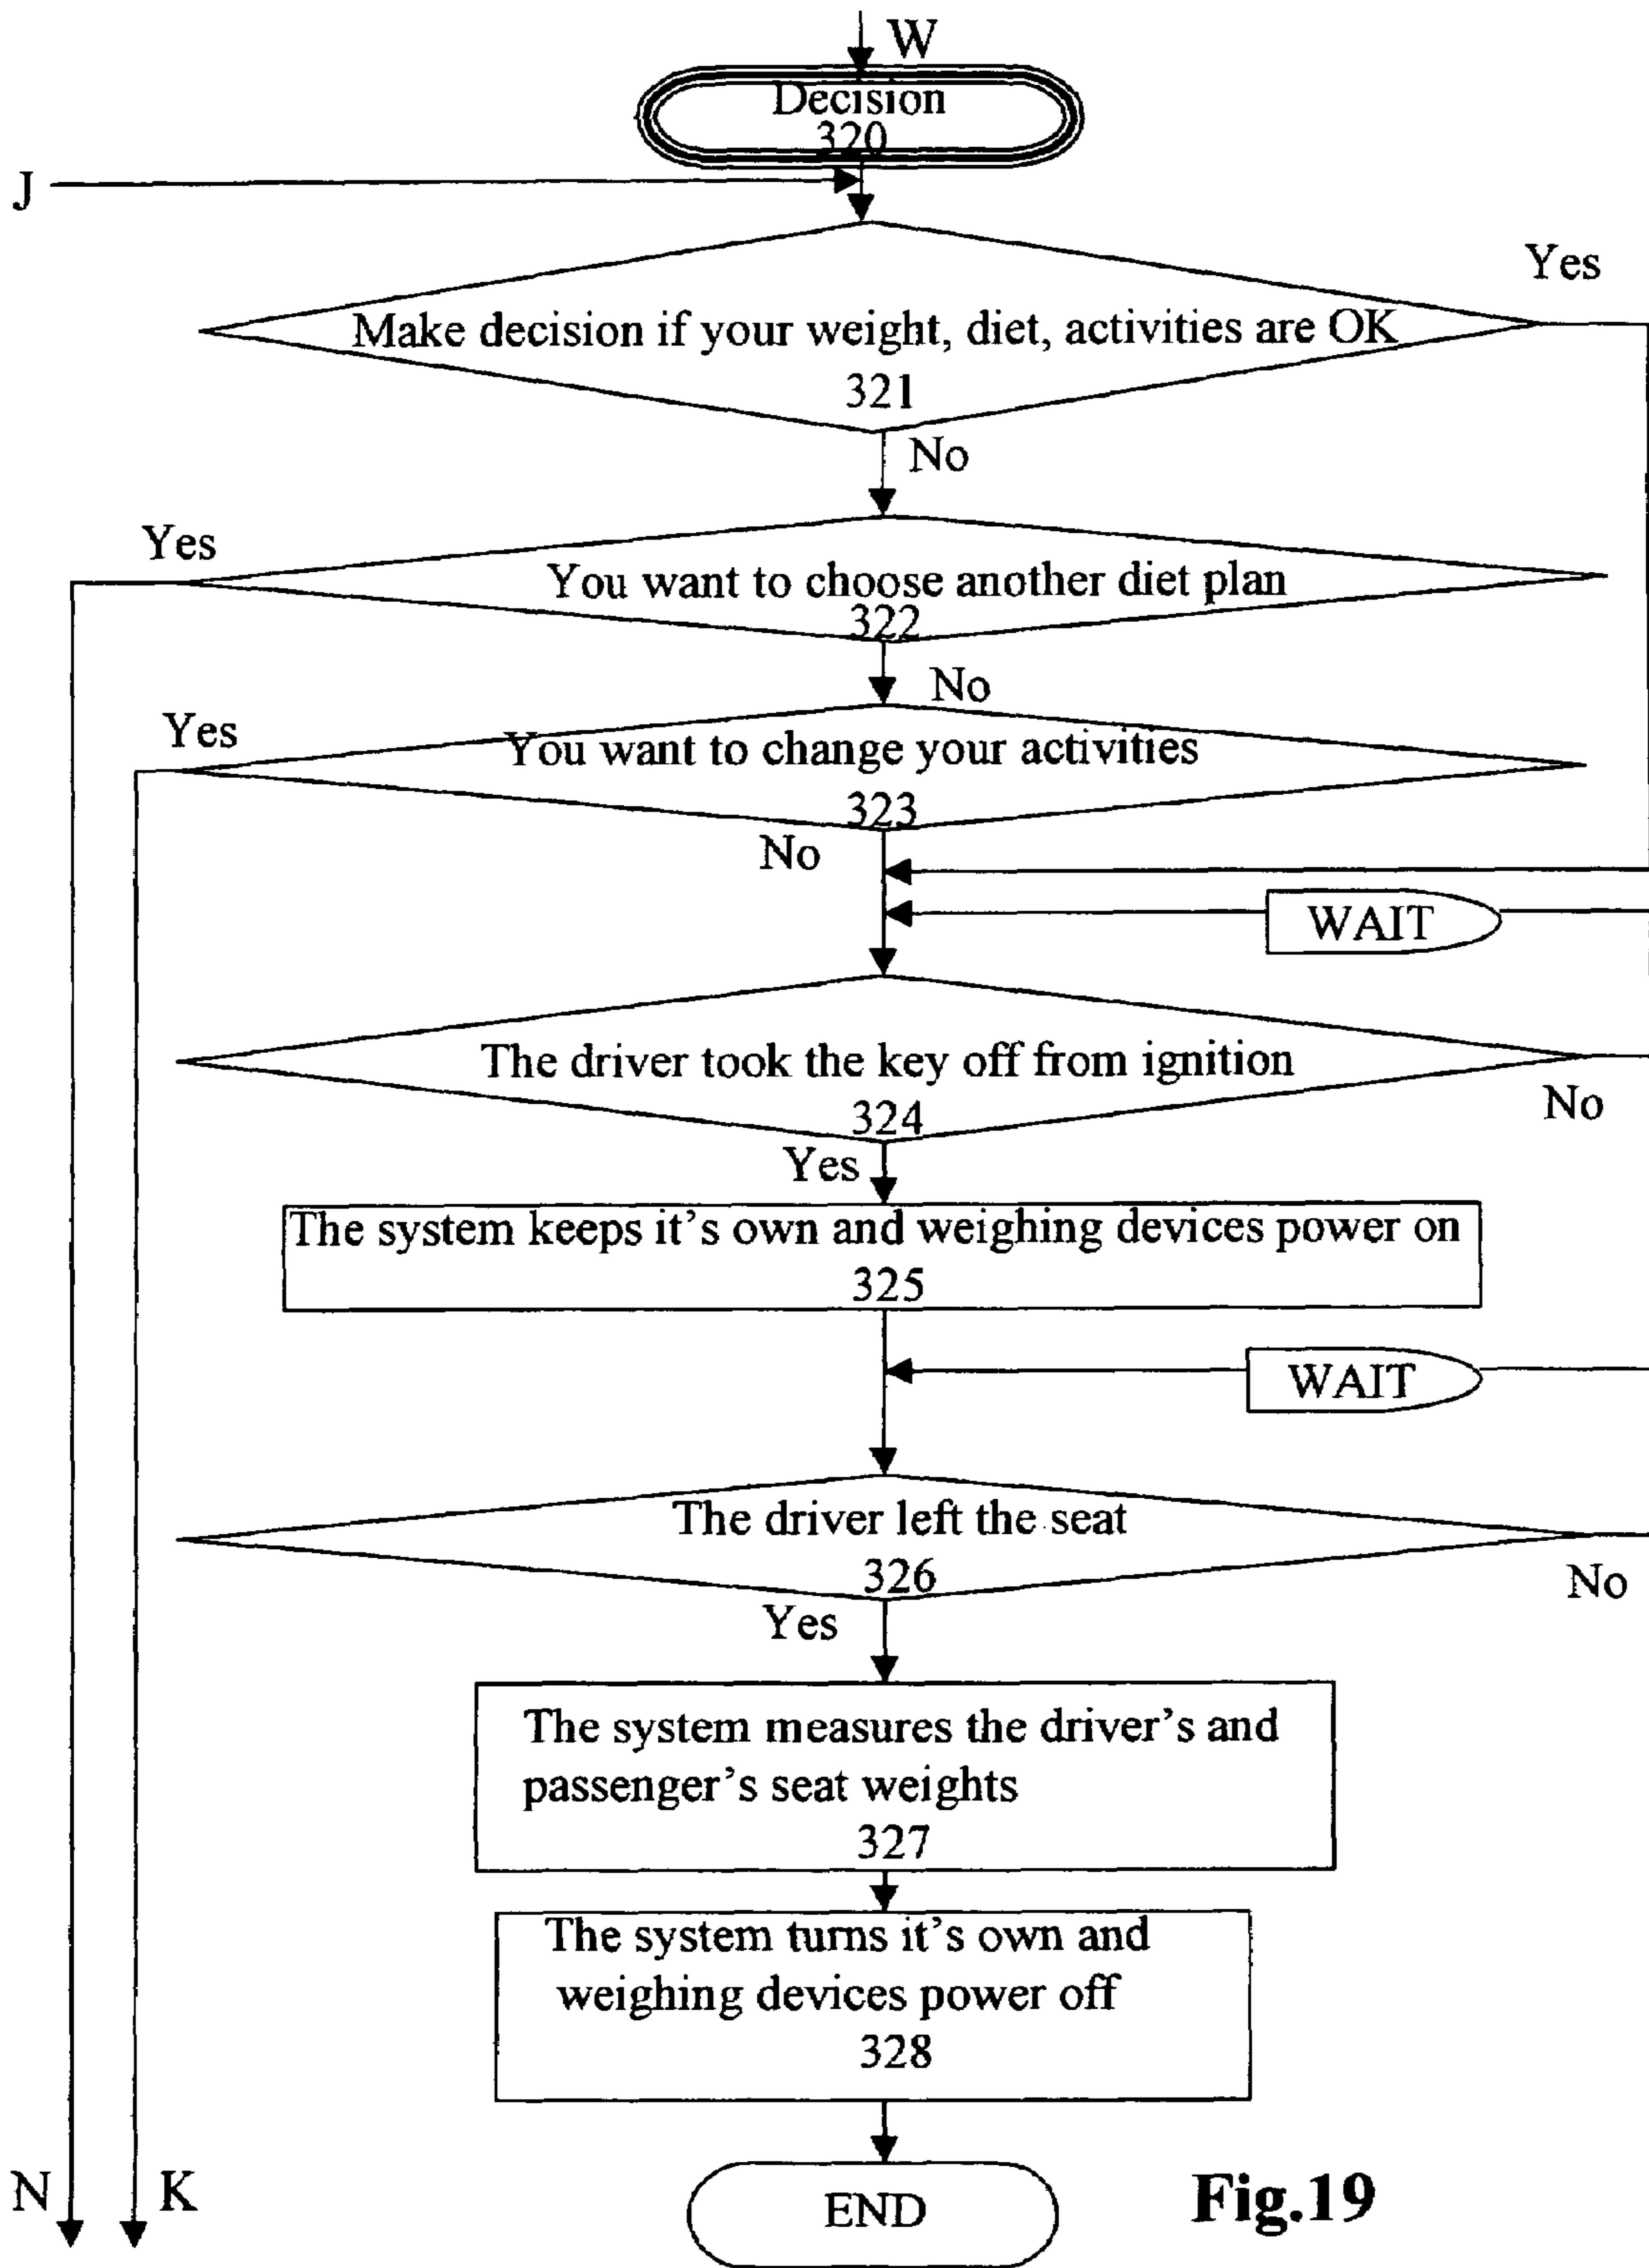 W
Decision
320
J
Yes
Make decision if your weight, diet, activities are OK
321
No
Yes
You want to choose another diet plan
322
No
Yes
You want to change your activities
323
No
WAIT
The driver took the key off from ignition
324
No
Yes
The system keeps it's own and weighing devices power on
325
WAIT
The driver left the seat
326
No
Yes
The system measures the driver's and
passenger's seat weights
327
The system turns it's own and
weighing devices power off
328
N
K
END
Fig.19